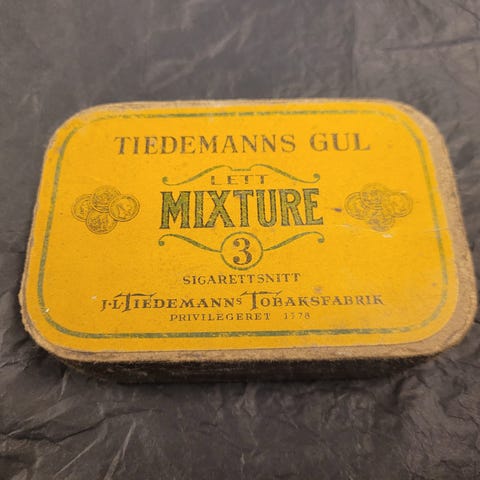 TIEDEMANNS GUL
LETT
MIXTURE
3
SIGARETTSNITT
J.L. TIEDEMANNS TOBAKSFABRIK
PRIVILEGERET 1778